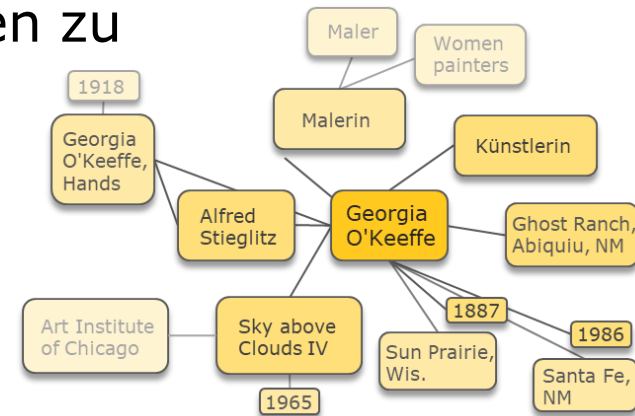 en zu
Maler
Women
painters
1918
Malerin
Georgia
O'Keeffe,
Hands
Künstlerin
Alfred
Stieglitz
Georgia
O'Keeffe
Ghost Ranch,
Abiquiu, NM
Art Institute
of Chicago
Sky above
Clouds IV
1887
1986
Sun Prairie,
Wis.
Santa Fe,
NM
1965